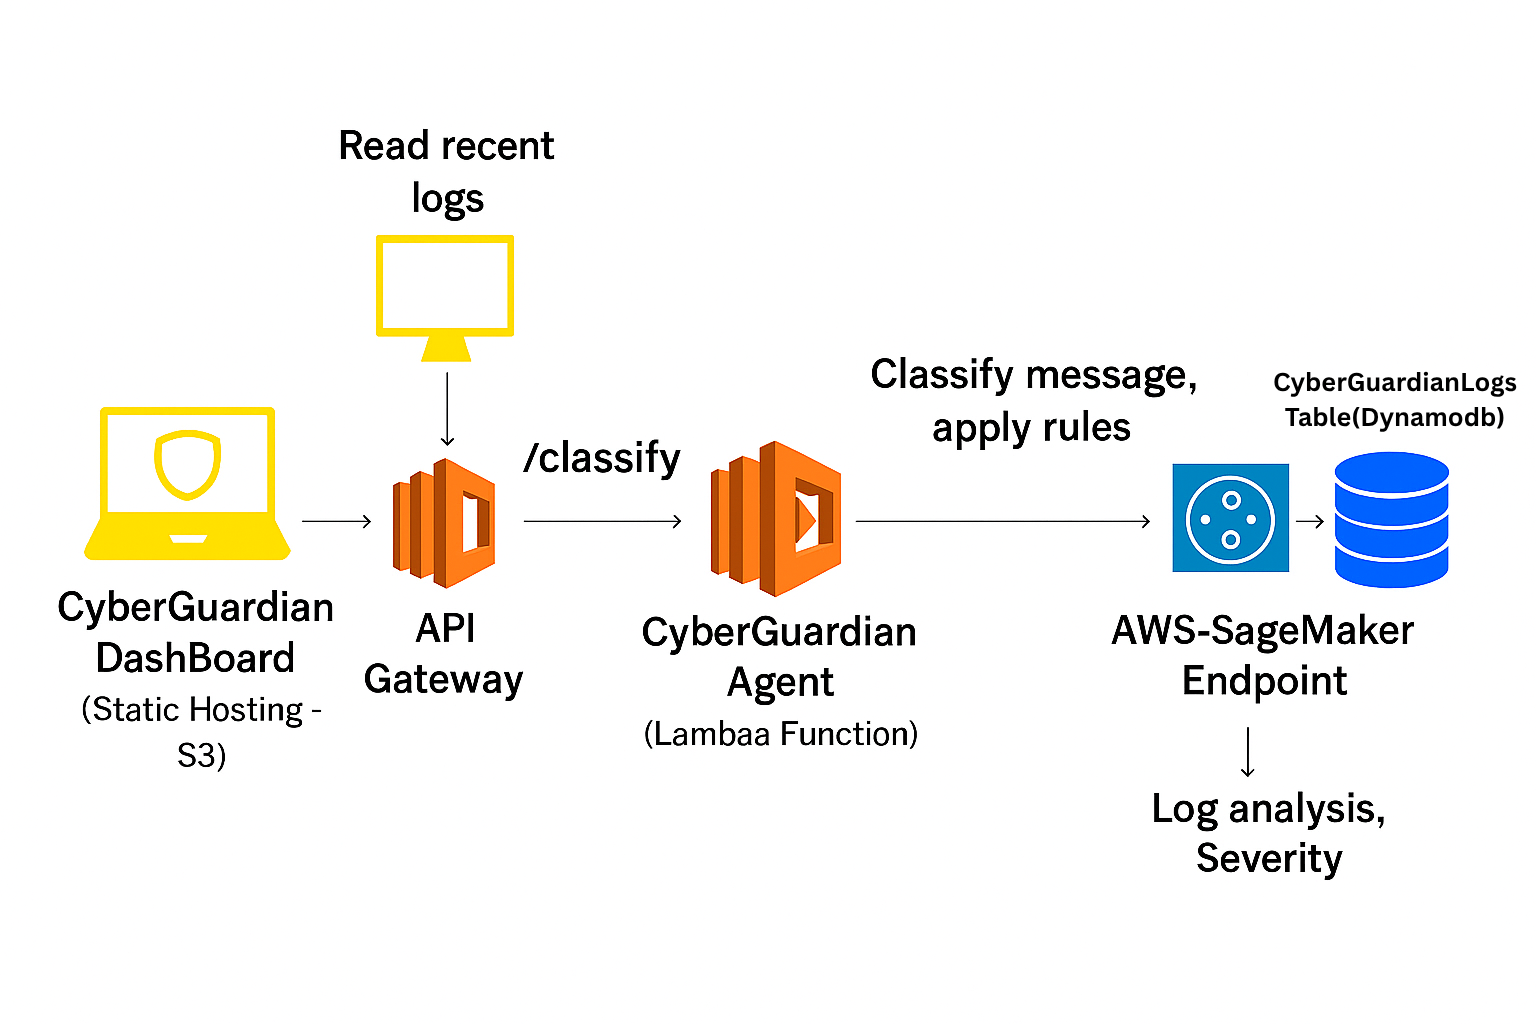 Read recent
logs
/classify
Classify message,
apply rules
CyberGuardianLogs
Table(Dynamodb)
CyberGuardian
DashBoard
(Static Hosting -
S3)
API
Gateway
CyberGuardian
Agent
(Lambaa Function)
AWS-SageMaker
Endpoint
Log analysis,
Severity